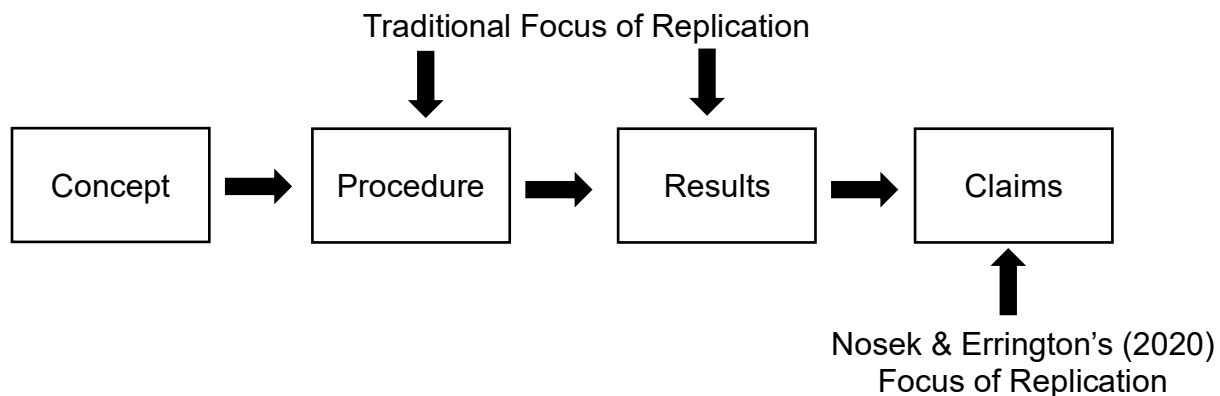 Traditional Focus of Replication
Concept
Procedure
Results
Claims
Nosek & Errington's (2020)
Focus of Replication